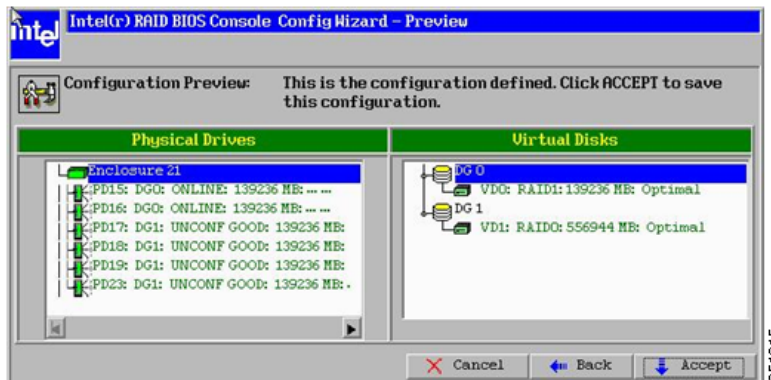 intel
Intel(r) RAID BIOS Console Config Wizard - Preview
Configuration Preview: This is the configuration defined. Click ACCEPT to save
this configuration.
Physical Drives
Enclosure 21
PD15: DG0: ONLINE: 139236 MB: -- --
PD16: DG0: ONLINE: 139236 MB: -- --
PD17: DG1: UNCONF GOOD: 139236 MB:
PD18: DG1: UNCONF GOOD: 139236 MB:
PD19: DG1: UNCONF GOOD: 139236 MB:
PD23: DG1: UNCONF GOOD: 139236 MB: -
Virtual Disks
DG 0
VD0: RAID1: 139236 MB: Optimal
DG 1
VD1: RAID0: 556944 MB: Optimal
Cancel
Back
Accept